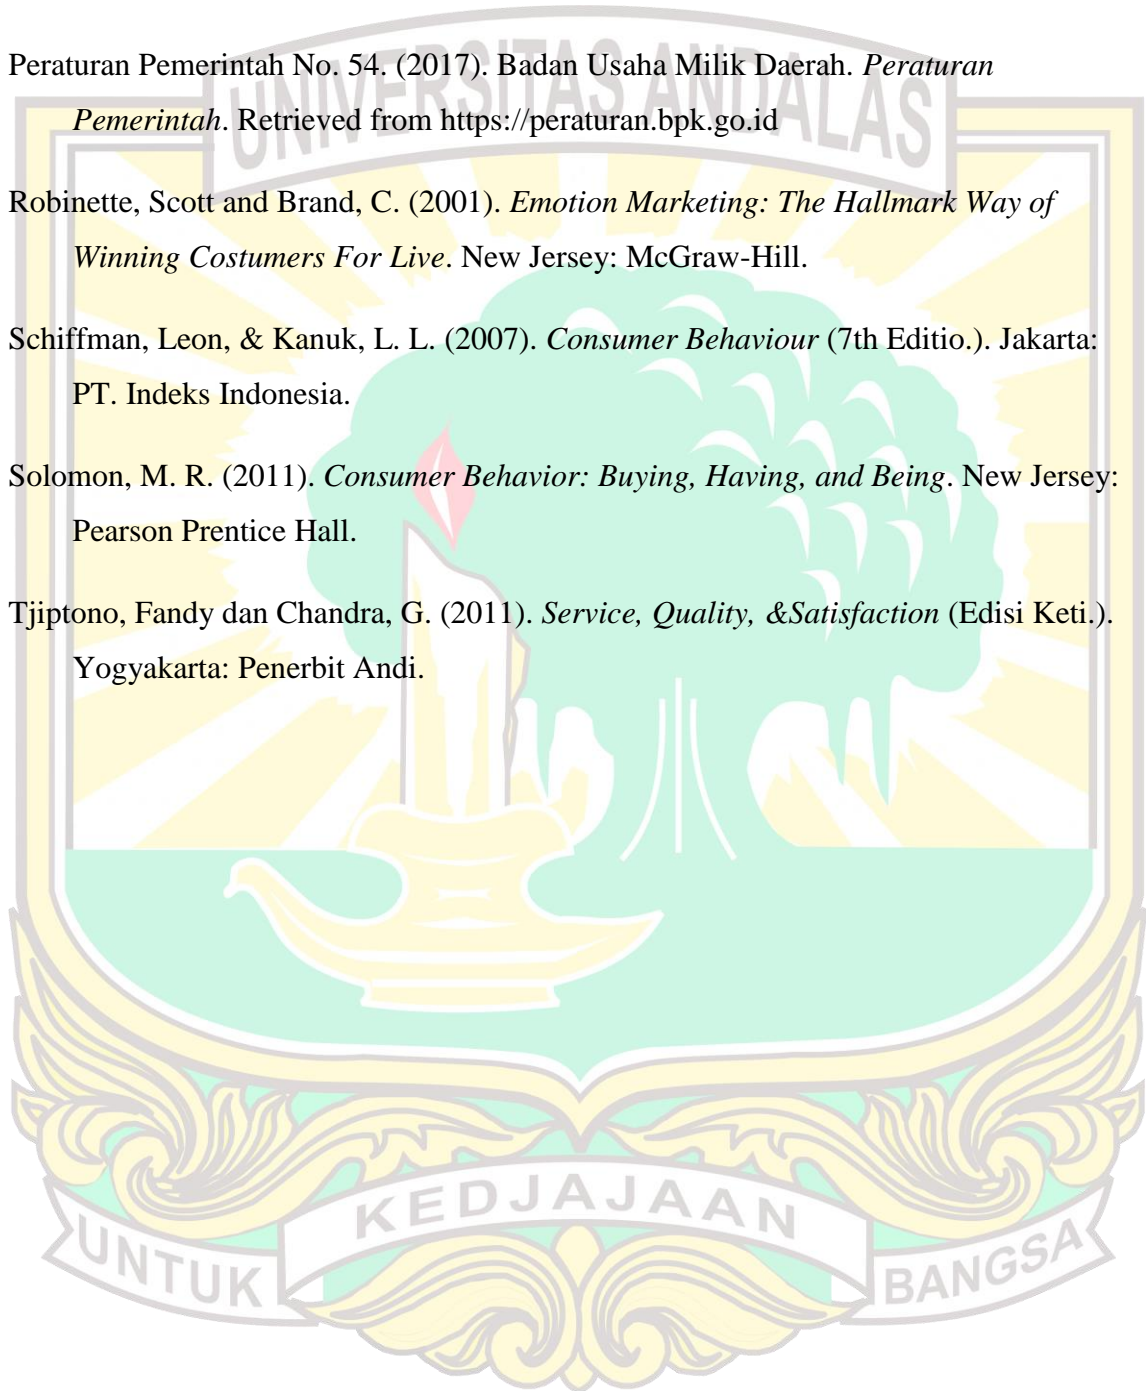 UNIVERSITAS ANDALAS
Peraturan Pemerintah No. 54. (2017). Badan Usaha Milik Daerah. Peraturan
Pemerintah. Retrieved from https://peraturan.bpk.go.id
Robinette, Scott and Brand, C. (2001). Emotion Marketing: The Hallmark Way of
Winning Costumers For Live. New Jersey: McGraw-Hill.
Schiffman, Leon, & Kanuk, L. L. (2007). Consumer Behaviour (7th Editio.). Jakarta:
PT. Indeks Indonesia.
Solomon, M. R. (2011). Consumer Behavior: Buying, Having, and Being. New Jersey:
Pearson Prentice Hall.
Tjiptono, Fandy dan Chandra, G. (2011). Service, Quality, &Satisfaction (Edisi Keti.).
Yogyakarta: Penerbit Andi.
UNTUK KEDJAJAAN BANGSA